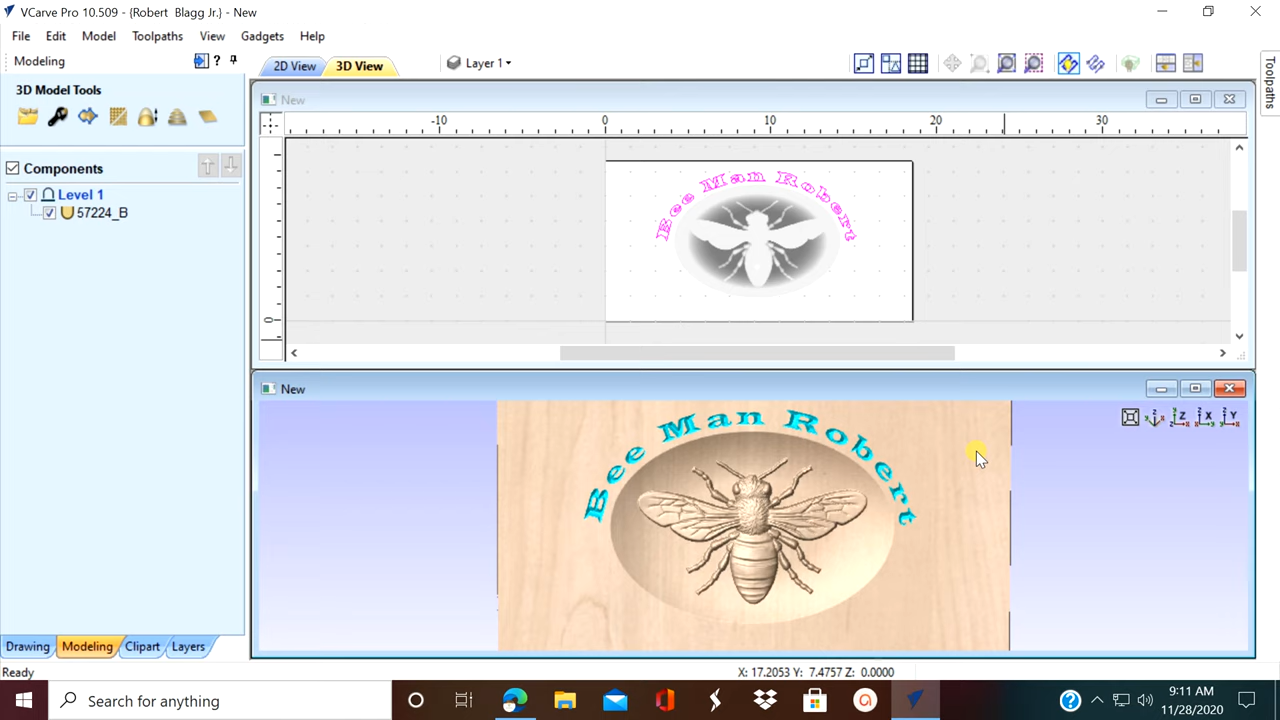 VCarve Pro 10.509 - {Robert  Blagg Jr.} - New
File Edit Model Toolpaths View Gadgets Help
Modeling ? 2D View 3D View Layer 1
3D Model Tools
New
-10 0 10 20 30
Components
Level 1
57224_B
Bee Man Robert
0
New
z x Z X Y
Bee Man Robert
Toolpaths
Drawing Modeling Clipart Layers
Ready X: 17.2053 Y: 7.4757 Z: 0.0000
Search for anything
9:11 AM
11/28/2020